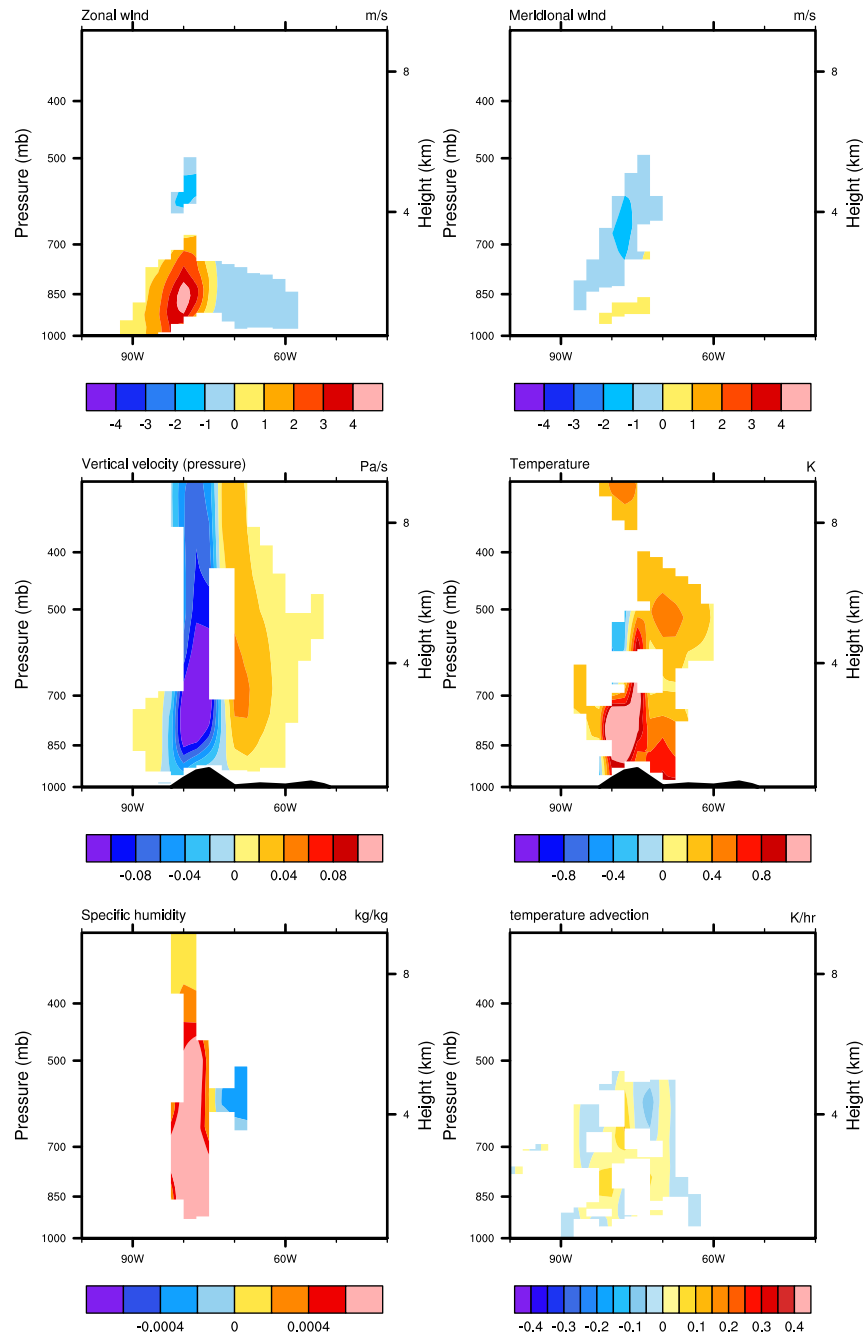 Zonal wind m/s
Pressure (mb)
400
500
700
850
1000
8
4
Height (km)
90W 60W
-4 -3 -2 -1 0 1 2 3 4
Meridional wind m/s
Pressure (mb)
400
500
700
850
1000
8
4
Height (km)
90W 60W
-4 -3 -2 -1 0 1 2 3 4
Vertical velocity (pressure) Pa/s
Pressure (mb)
400
500
700
850
1000
8
4
Height (km)
90W 60W
-0.08 -0.04 0 0.04 0.08
Temperature K
Pressure (mb)
400
500
700
850
1000
8
4
Height (km)
90W 60W
-0.8 -0.4 0 0.4 0.8
Specific humidity kg/kg
Pressure (mb)
400
500
700
850
1000
8
4
Height (km)
90W 60W
-0.0004 0 0.0004
temperature advection K/hr
Pressure (mb)
400
500
700
850
1000
8
4
Height (km)
90W 60W
-0.4 -0.3 -0.2 -0.1 0 0.1 0.2 0.3 0.4